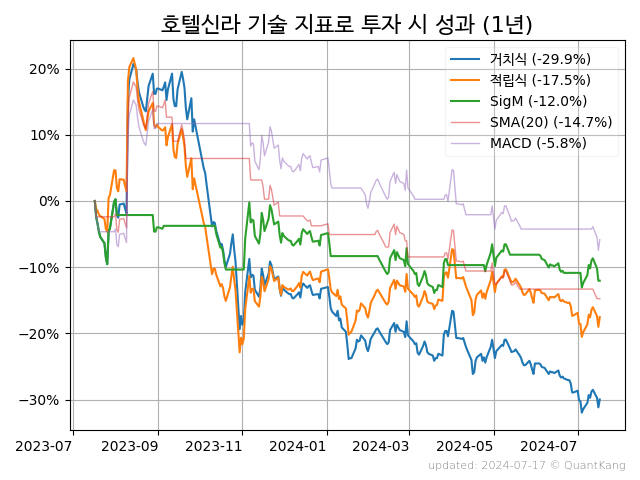 호텔신라 기술 지표로 투자 시 성과 (1년)
거치식 (-29.9%)
적립식 (-17.5%)
SigM (-12.0%)
SMA(20) (-14.7%)
MACD (-5.8%)
20%
10%
0%
−10%
−20%
−30%
2023-07 2023-09 2023-11 2024-01 2024-03 2024-05 2024-07
updated: 2024-07-17 © QuantKang